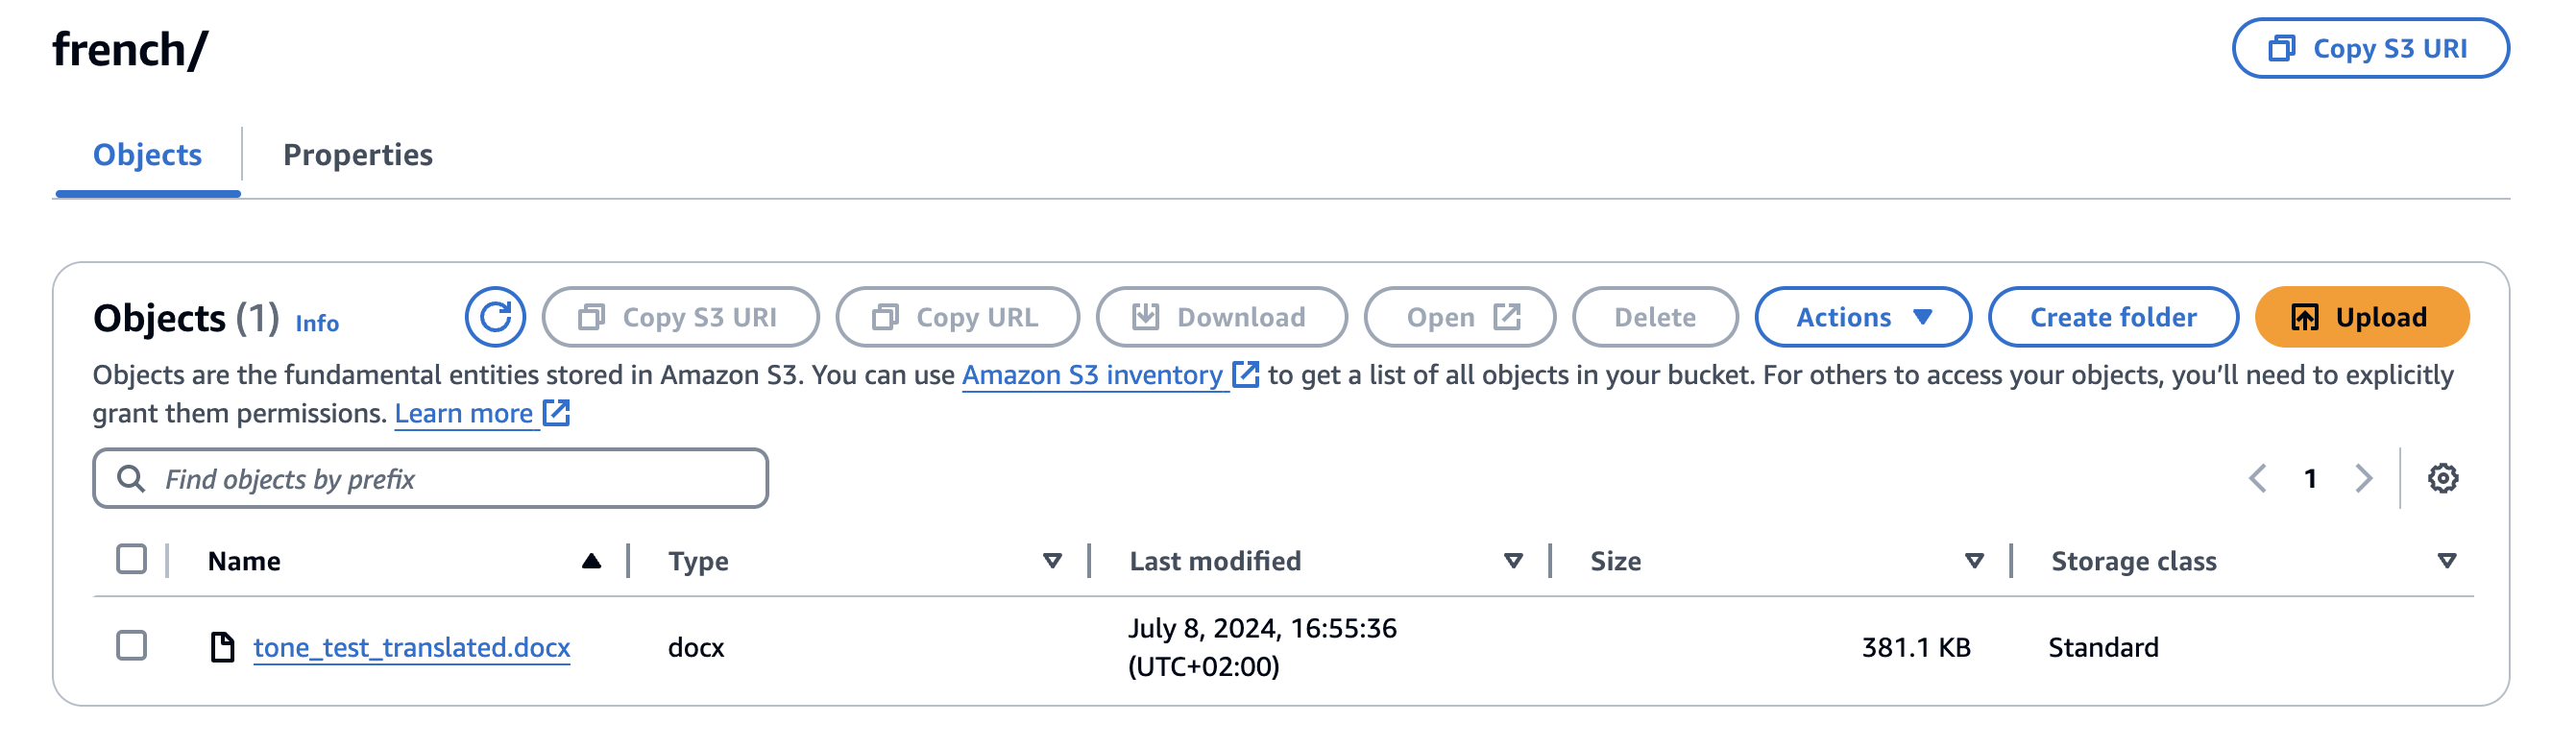 french/
Copy S3 URI
Objects
Properties
Objects (1) Info
Copy S3 URI
Copy URL
Download
Open
Delete
Actions
Create folder
Upload
Objects are the fundamental entities stored in Amazon S3. You can use Amazon S3 inventory to get a list of all objects in your bucket. For others to access your objects, you’ll need to explicitly
grant them permissions. Learn more
Find objects by prefix
1
Name
Type
Last modified
Size
Storage class
tone_test_translated.docx
docx
July 8, 2024, 16:55:36
(UTC+02:00)
381.1 KB
Standard